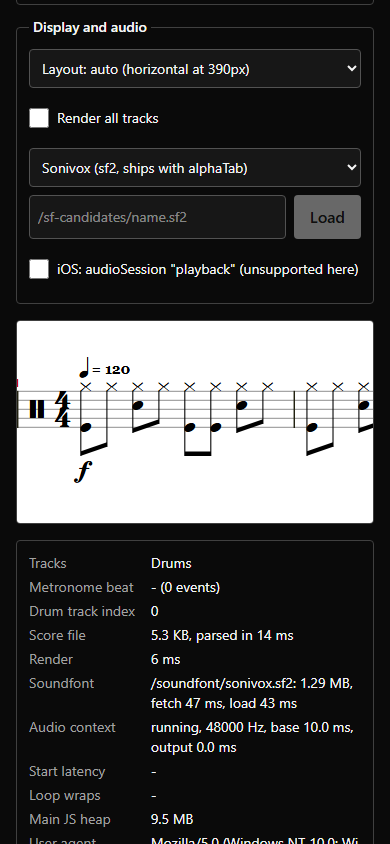 Display and audio
Layout: auto (horizontal at 390px)
Render all tracks
Sonivox (sf2, ships with alphaTab)
/sf-candidates/name.sf2 Load
iOS: audioSession "playback" (unsupported here)
= 120
4
4
f
Tracks Drums
Metronome beat - (0 events)
Drum track index 0
Score file 5.3 KB, parsed in 14 ms
Render 6 ms
Soundfont /soundfont/sonivox.sf2: 1.29 MB,
fetch 47 ms, load 43 ms
Audio context running, 48000 Hz, base 10.0 ms,
output 0.0 ms
Start latency -
Loop wraps -
Main JS heap 9.5 MB
User agent Mozilla/5.0 (Windows NT 10.0; Wi